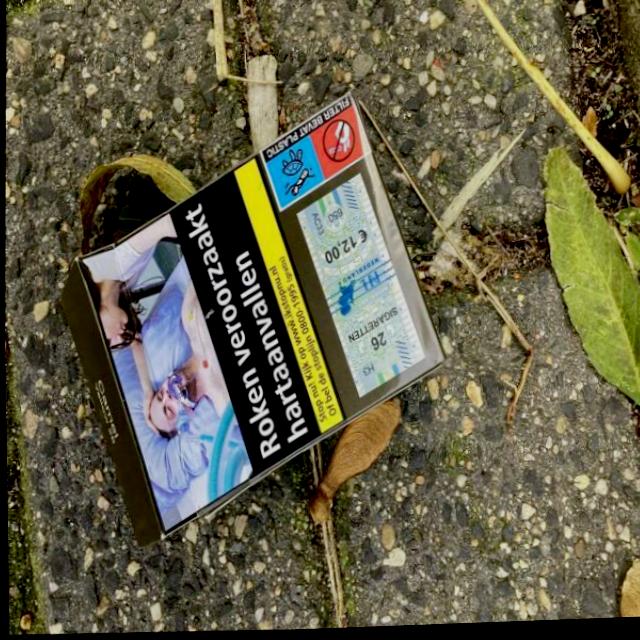 FILTER BEVAT PLASTIC
Roken veroorzaakt
hartaanvallen
Stop nu! Kijk op www.ikstopnu.nl
Of bel de stoplijn 0800-1995 (gratis)
€ 12,00
NEDERLAND
26
SIGARETTEN